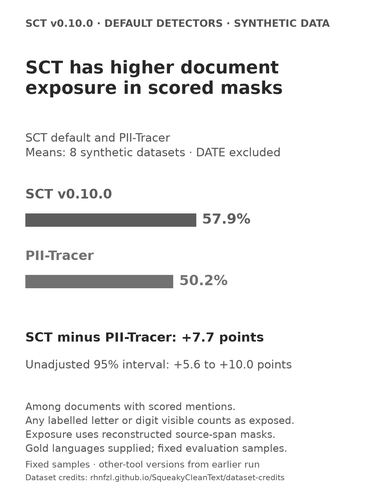 SCT v0.10.0 · DEFAULT DETECTORS · SYNTHETIC DATA
SCT has higher document
exposure in scored masks
SCT default and PII-Tracer
Means: 8 synthetic datasets · DATE excluded
SCT v0.10.0
57.9%
PII-Tracer
50.2%
SCT minus PII-Tracer: +7.7 points
Unadjusted 95% interval: +5.6 to +10.0 points
Among documents with scored mentions.
Any labelled letter or digit visible counts as exposed.
Exposure uses reconstructed source-span masks.
Gold languages supplied; fixed evaluation samples.
Fixed samples · other-tool versions from earlier run
Dataset credits: rhnfzl.github.io/SqueakyCleanText/dataset-credits